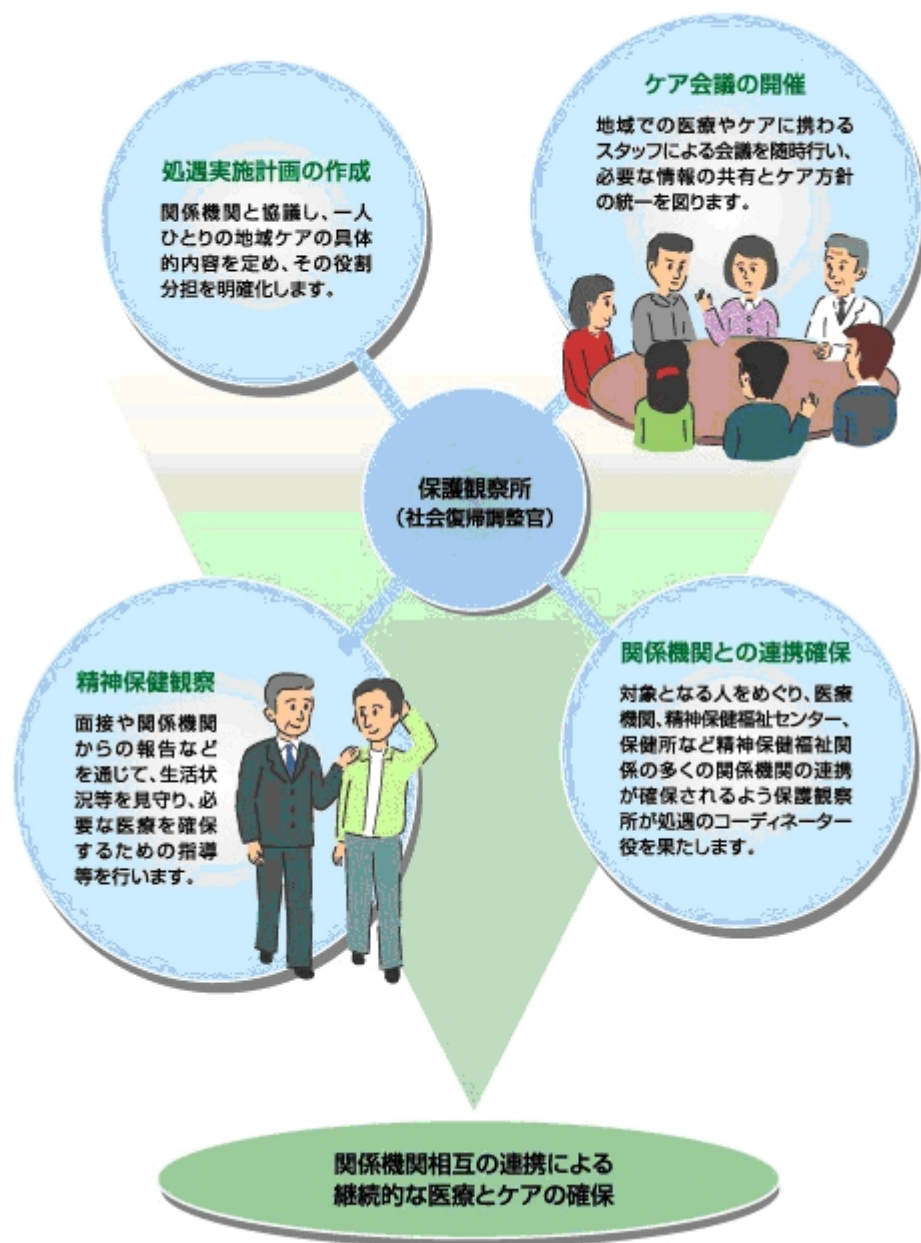 処遇実施計画の作成
関係機関と協議し、一人
ひとりの地域ケアの具体
的内容を定め、その役割
分担を明確化します。
ケア会議の開催
地域での医療やケアに携わる
スタッフによる会議を随時行い、
必要な情報の共有とケア方針
の統一を図ります。
保護観察所
（社会復帰調整官）
精神保健観察
面接や関係機関
からの報告など
を通じて、生活状
況等を見守り、必
要な医療を確保
するための指導
等を行います。
関係機関との連携確保
対象となる人をめぐり、医療
機関、精神保健福祉センター、
保健所など精神保健福祉関
係の多くの関係機関の連携
が確保されるよう保護観察
所が処遇のコーディネーター
役を果たします。
関係機関相互の連携による
継続的な医療とケアの確保